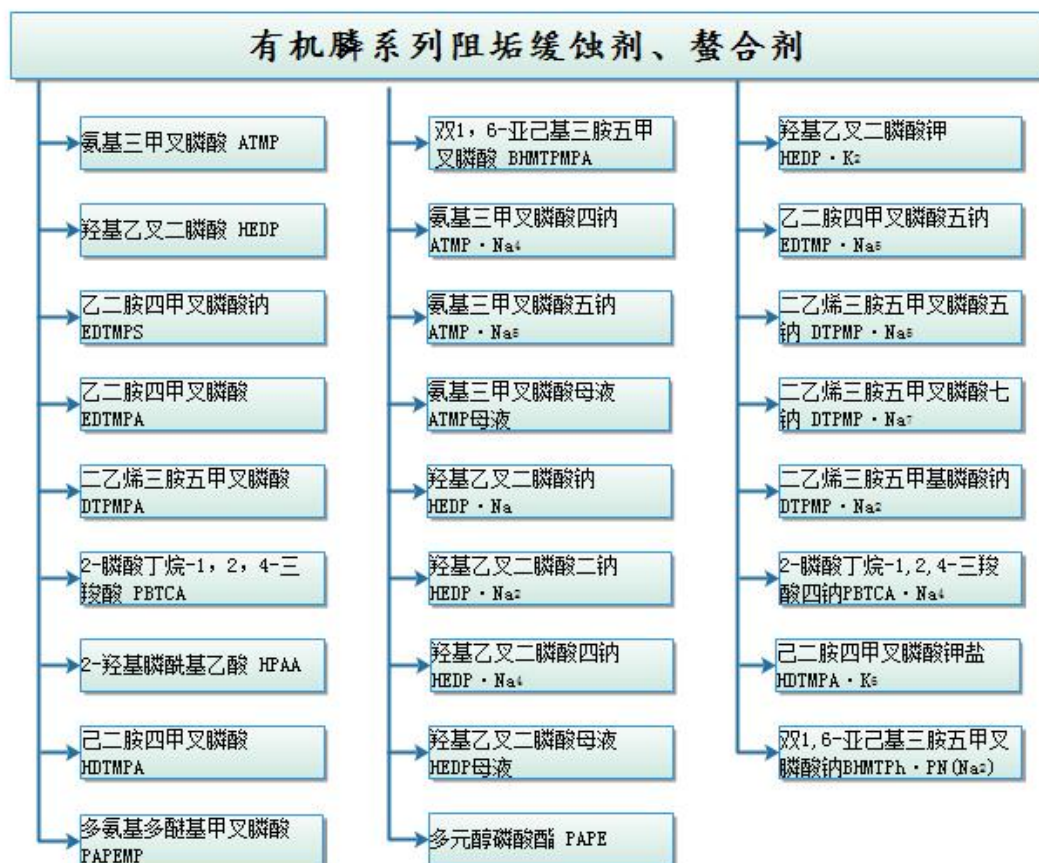 有机膦系列阻垢缓蚀剂、螯合剂
氨基三甲叉膦酸 ATMP
羟基乙叉二膦酸 HEDP
乙二胺四甲叉膦酸钠
EDTMPS
乙二胺四甲叉膦酸
EDTMPA
二乙烯三胺五甲叉膦酸
DTPMPA
2-膦酸丁烷-1，2，4-三
羧酸 PBTCA
2-羟基膦酰基乙酸 HPAA
己二胺四甲叉膦酸
HDTMPA
多氨基多醚基甲叉膦酸
PAPEMP
双1，6-亚己基三胺五甲
叉膦酸 BHMTPMPA
氨基三甲叉膦酸四钠
ATMP·Na4
氨基三甲叉膦酸五钠
ATMP·Na5
氨基三甲叉膦酸母液
ATMP母液
羟基乙叉二膦酸钠
HEDP·Na
羟基乙叉二膦酸二钠
HEDP·Na2
羟基乙叉二膦酸四钠
HEDP·Na4
羟基乙叉二膦酸母液
HEDP母液
多元醇磷酸酯 PAPE
羟基乙叉二膦酸钾
HEDP·K2
乙二胺四甲叉膦酸五钠
EDTMP·Na5
二乙烯三胺五甲叉膦酸五
钠 DTPMP·Na5
二乙烯三胺五甲叉膦酸七
钠 DTPMP·Na7
二乙烯三胺五甲基膦酸钠
DTPMP·Na2
2-膦酸丁烷-1,2,4-三羧
酸四钠PBTCA·Na4
己二胺四甲叉膦酸钾盐
HDTMPA·K6
双1,6-亚己基三胺五甲叉
膦酸钠BHMTPh·PN(Na2)